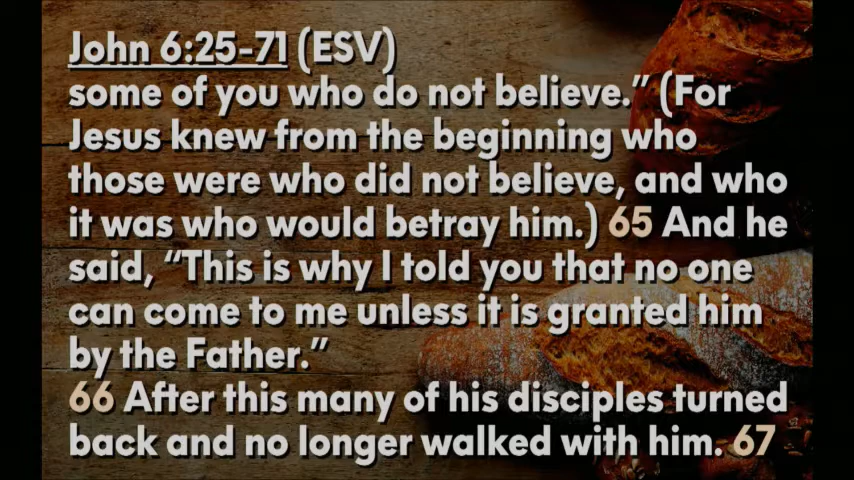 John 6:25-71 (ESV)
some of you who do not believe.” (For
Jesus knew from the beginning who
those were who did not believe, and who
it was who would betray him.) 65 And he
said, “This is why I told you that no one
can come to me unless it is granted him
by the Father.”
66 After this many of his disciples turned
back and no longer walked with him. 67